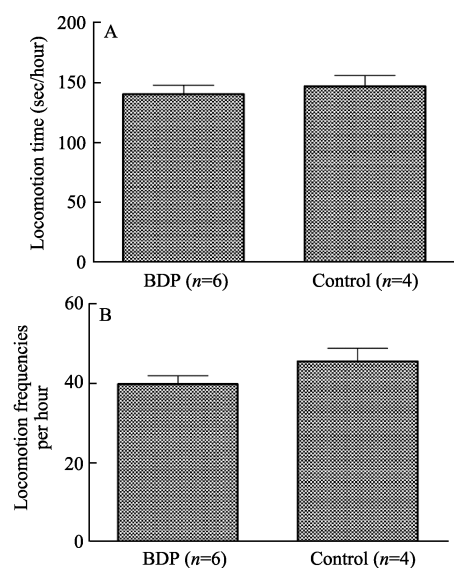 A
Locomotion time (sec/hour)
200
150
100
50
0
BDP (n=6)
Control (n=4)
B
Locomotion frequencies
per hour
60
40
20
0
BDP (n=6)
Control (n=4)